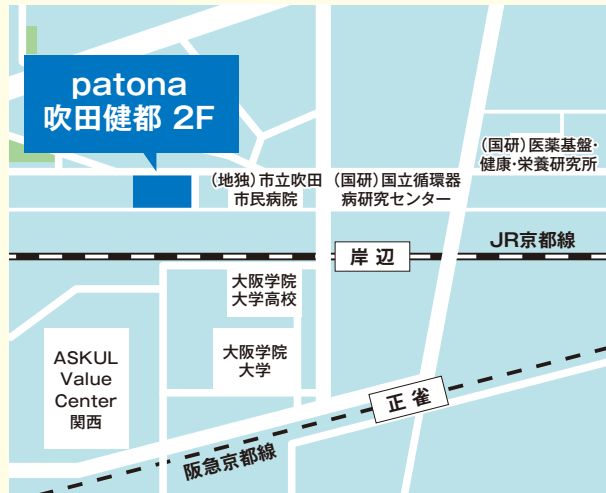 patona
吹田健都 2F
(国研)医薬基盤・
健康・栄養研究所
(地独)市立吹田
市民病院
(国研)国立循環器
病研究センター
JR京都線
岸辺
大阪学院
大学高校
大阪学院
大学
ASKUL
Value
Center
関西
正雀
阪急京都線